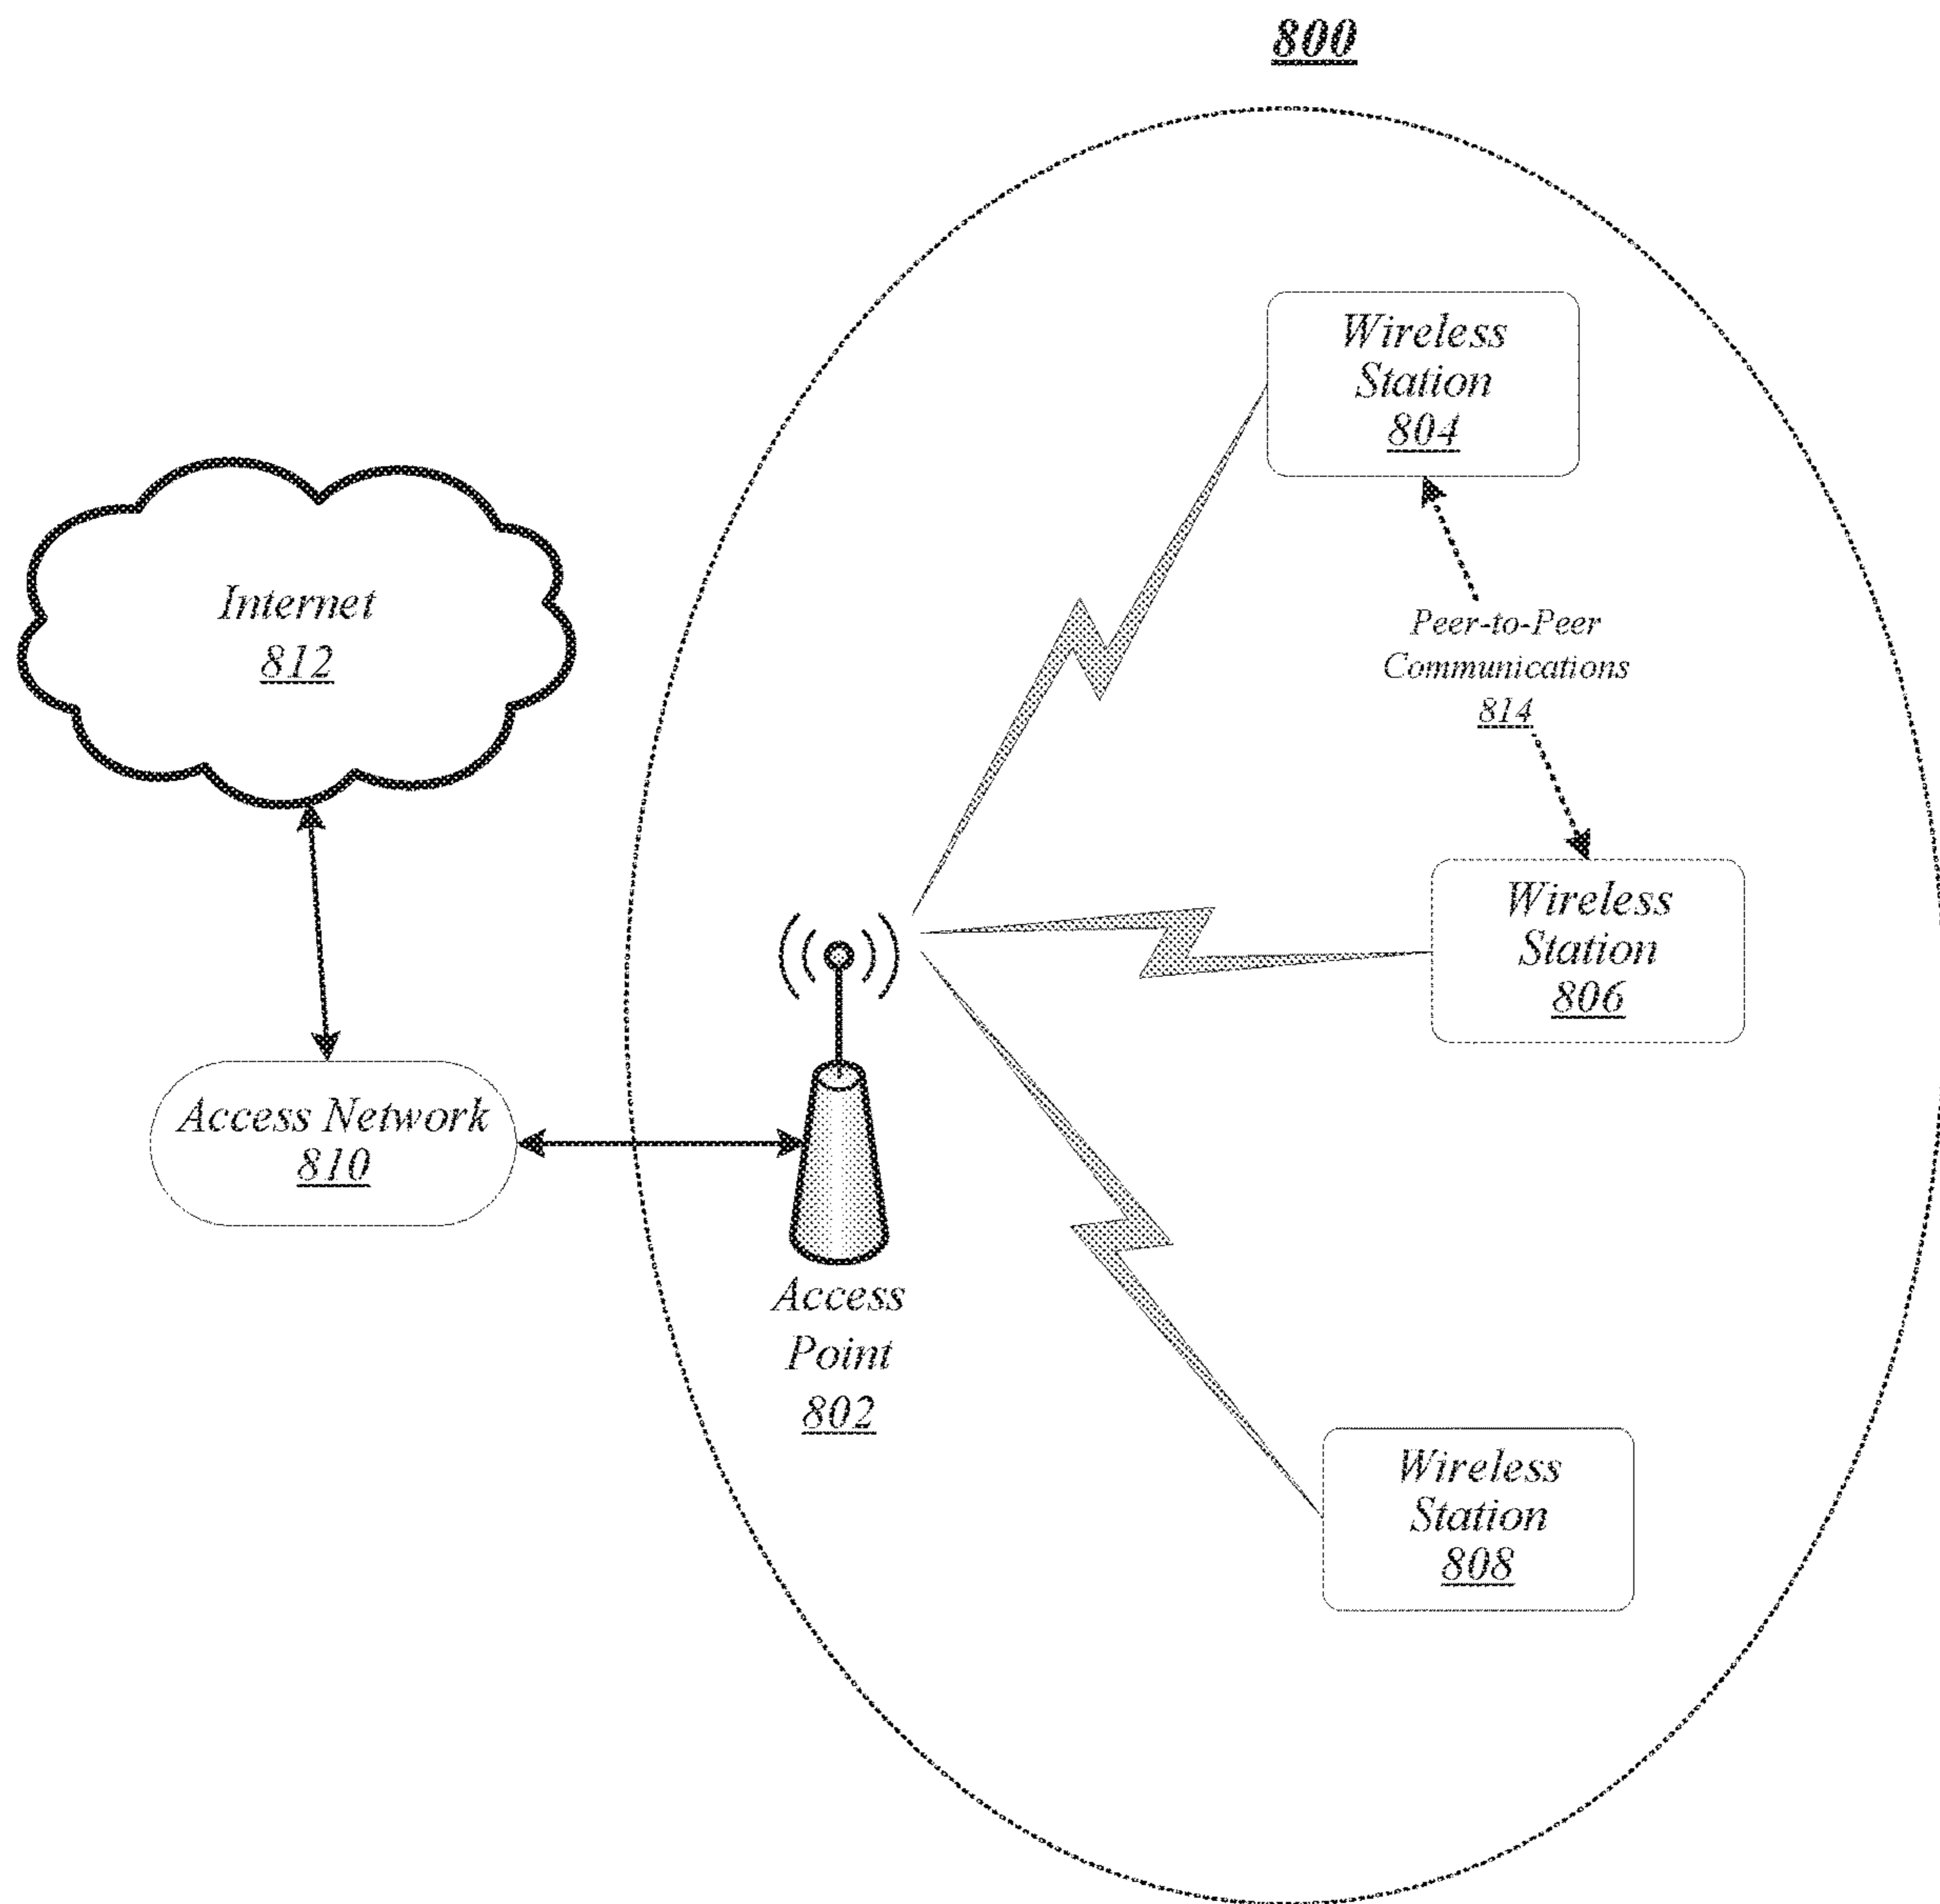 800
Wireless
Station
804
Internet
812
Peer-to-Peer
Communications
814
Wireless
Station
806
Access Network
810
Access
Point
802
Wireless
Station
808